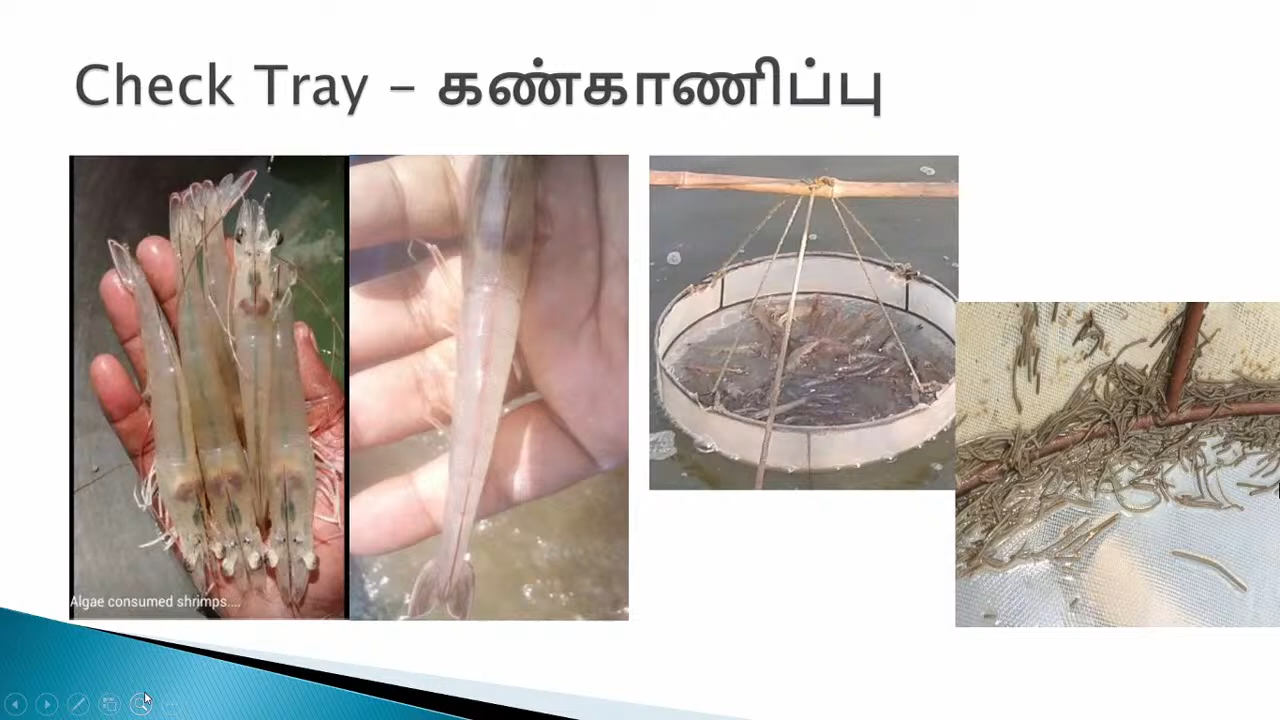 Check Tray – கண்காணிப்பு
Algae consumed shrimps....